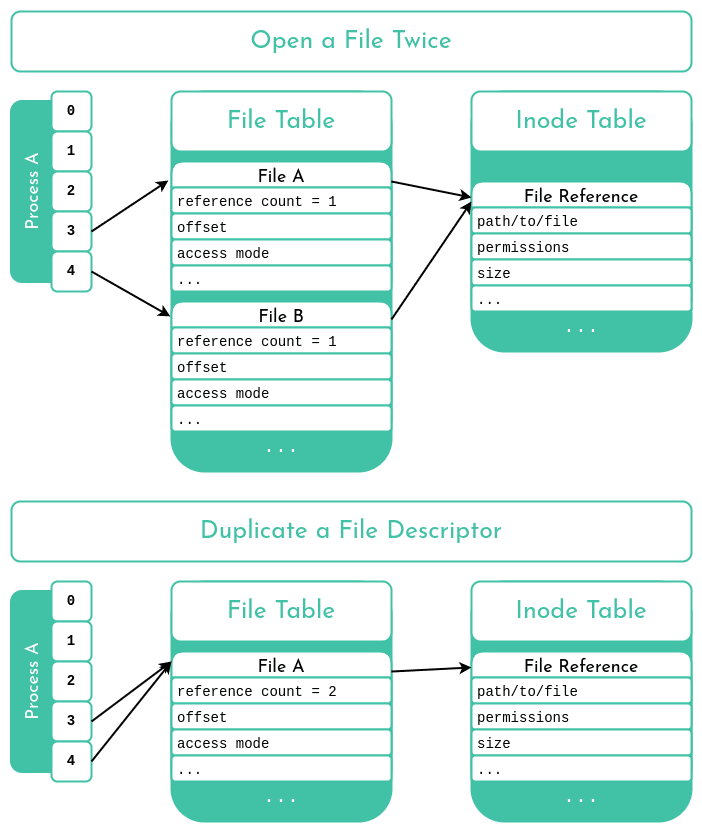 Open a File Twice
Process A
0
1
2
3
4
File Table
File A
reference count = 1
offset
access mode
...
File B
reference count = 1
offset
access mode
...
...
Inode Table
File Reference
path/to/file
permissions
size
...
...
Duplicate a File Descriptor
Process A
0
1
2
3
4
File Table
File A
reference count = 2
offset
access mode
...
...
Inode Table
File Reference
path/to/file
permissions
size
...
...